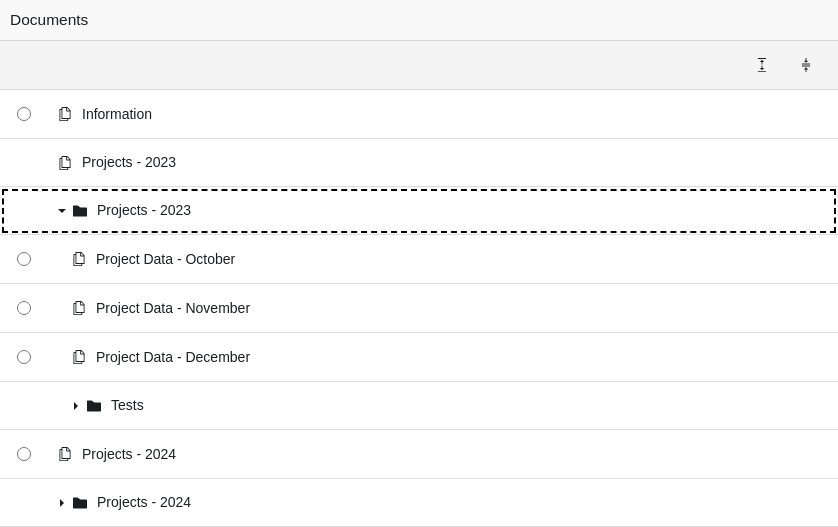 Documents
Information
Projects - 2023
Projects - 2023
Project Data - October
Project Data - November
Project Data - December
Tests
Projects - 2024
Projects - 2024